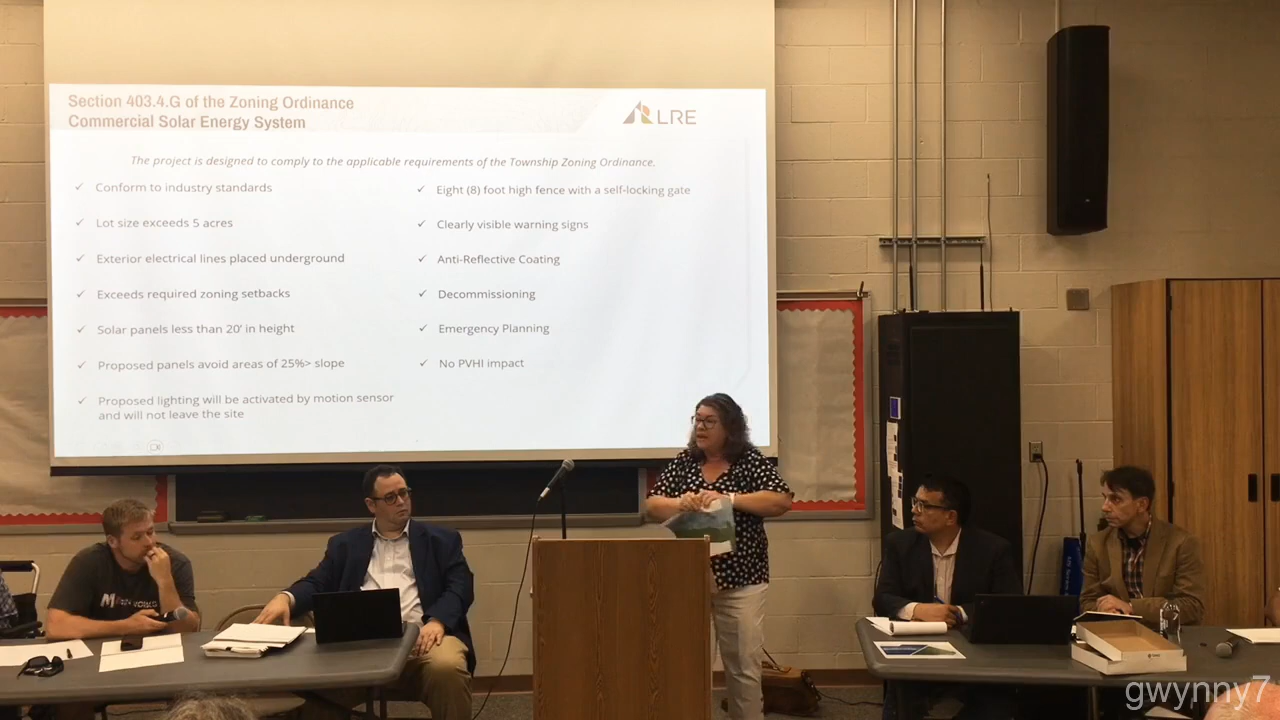 Section 403.4.G of the Zoning Ordinance
Commercial Solar Energy System
LRE
The project is designed to comply to the applicable requirements of the Township Zoning Ordinance.
✓ Conform to industry standards
✓ Lot size exceeds 5 acres
✓ Exterior electrical lines placed underground
✓ Exceeds required zoning setbacks
✓ Solar panels less than 20' in height
✓ Proposed panels avoid areas of 25%> slope
✓ Proposed lighting will be activated by motion sensor
and will not leave the site
✓ Eight (8) foot high fence with a self-locking gate
✓ Clearly visible warning signs
✓ Anti-Reflective Coating
✓ Decommissioning
✓ Emergency Planning
✓ No PVHI impact
gwynny7